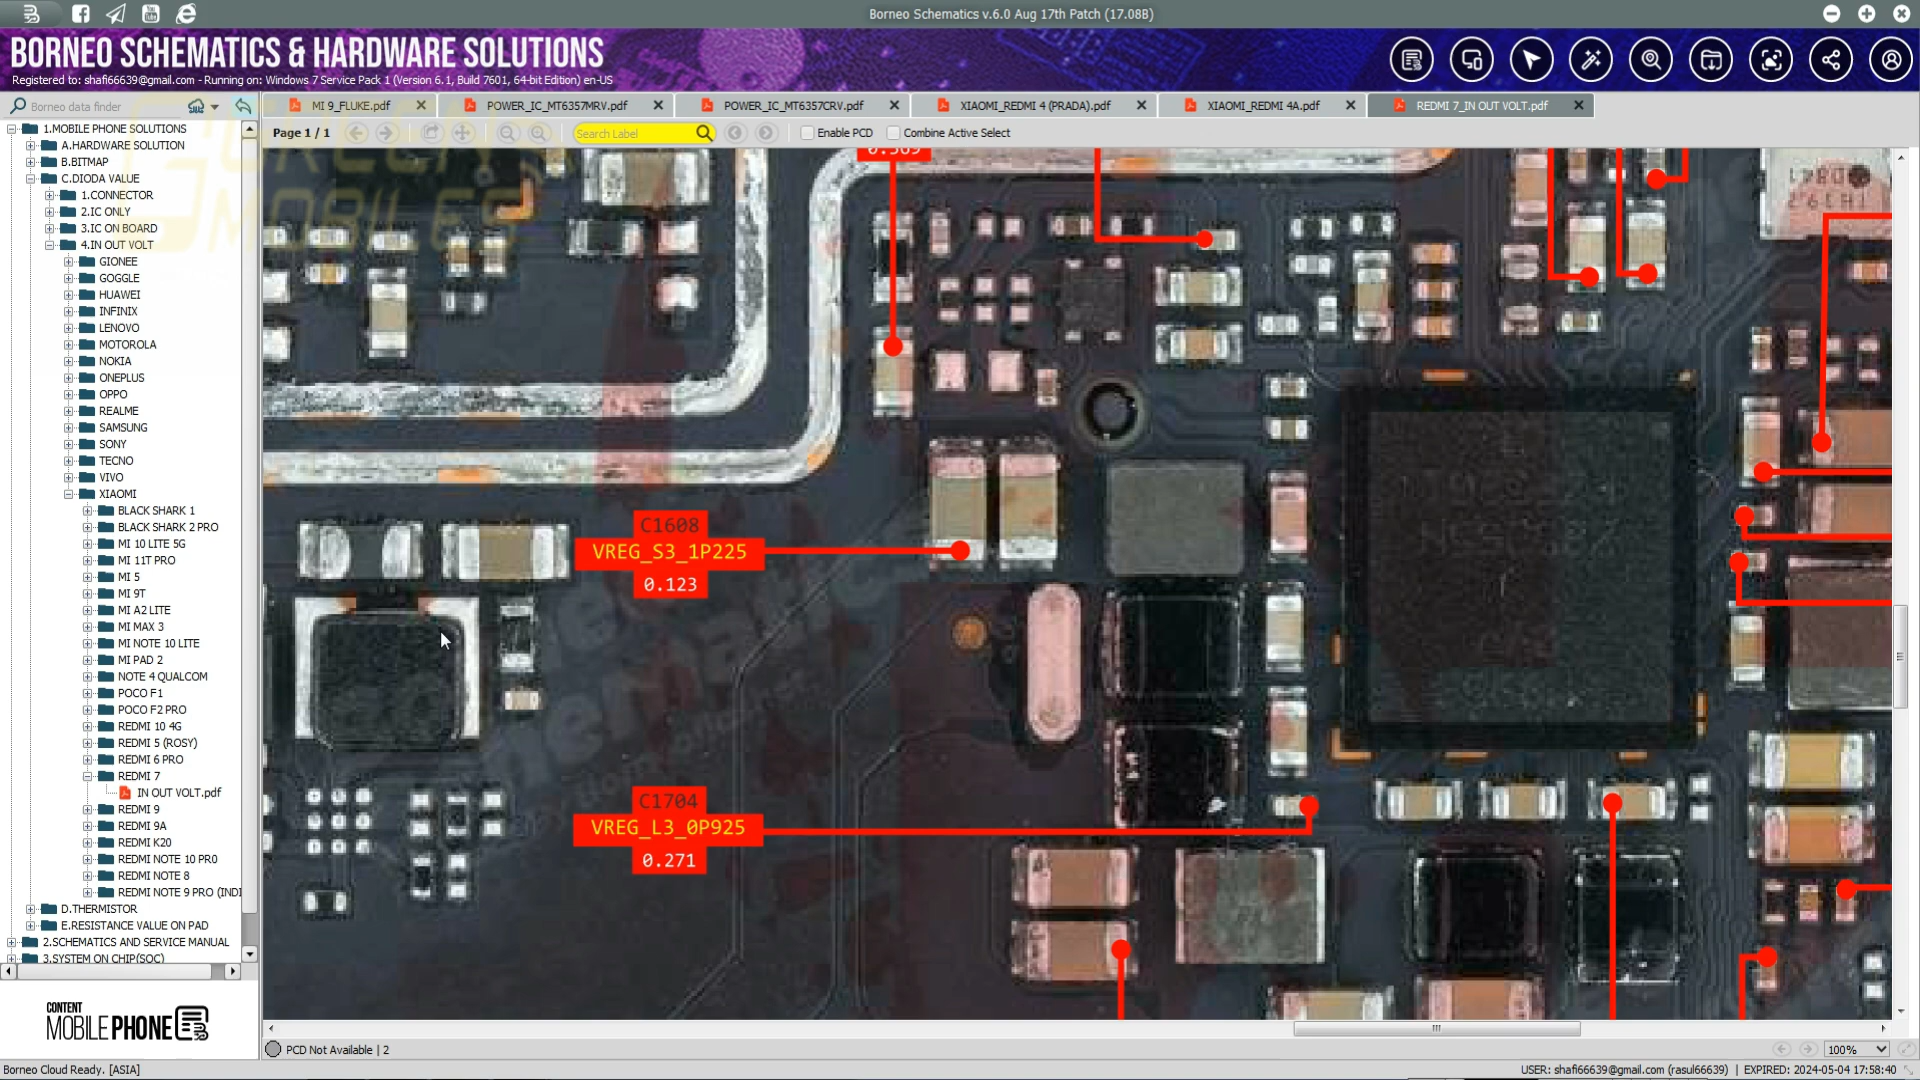 Borneo Schematics v.6.0 Aug 17th Patch (17.08B)
BORNEO SCHEMATICS & HARDWARE SOLUTIONS
Registered to: shafi66639@gmail.com - Running on: Windows 7 Service Pack 1 (Version 6.1, Build 7601, 64-bit Edition) en-US
Borneo data finder
MI 9_FLUKE.pdf
POWER_IC_MT6357MRV.pdf
POWER_IC_MT6357CRV.pdf
XIAOMI_REDMI 4 (PRADA).pdf
XIAOMI_REDMI 4A.pdf
REDMI 7_IN OUT VOLT.pdf
Page 1 / 1
Search Label
Enable PCD
Combine Active Select
1.MOBILE PHONE SOLUTIONS
A.HARDWARE SOLUTION
B.BITMAP
C.DIODA VALUE
1.CONNECTOR
2.IC ONLY
3.IC ON BOARD
4.IN OUT VOLT
GIONEE
GOGGLE
HUAWEI
INFINIX
LENOVO
MOTOROLA
NOKIA
ONEPLUS
OPPO
REALME
SAMSUNG
SONY
TECNO
VIVO
XIAOMI
BLACK SHARK 1
BLACK SHARK 2 PRO
MI 10 LITE 5G
MI 11T PRO
MI 5
MI 9T
MI A2 LITE
MI MAX 3
MI NOTE 10 LITE
MI PAD 2
NOTE 4 QUALCOM
POCO F1
POCO F2 PRO
REDMI 10 4G
REDMI 5 (ROSY)
REDMI 6 PRO
REDMI 7
IN OUT VOLT.pdf
REDMI 9
REDMI 9A
REDMI K20
REDMI NOTE 10 PR0
REDMI NOTE 8
REDMI NOTE 9 PRO (INDI
D.THERMISTOR
E.RESISTANCE VALUE ON PAD
2.SCHEMATICS AND SERVICE MANUAL
3.SYSTEM ON CHIP(SOC)
CONTENT
MOBILE PHONE
MOBILES
0.369
C1608
VREG_S3_1P225
0.123
C1704
VREG_L3_0P925
0.271
PCD Not Available | 2
100%
Borneo Cloud Ready. [ASIA]
USER: shafi66639@gmail.com (rasul66639) | EXPIRED: 2024-05-04 17:58:40